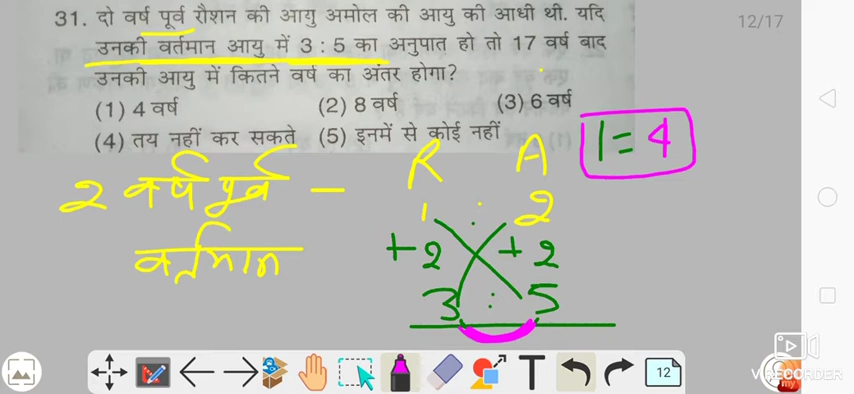 31. दो वर्ष पूर्व रौशन की आयु अमोल की आयु की आधी थी. यदि
12/17
उनकी वर्तमान आयु में 3 : 5 का अनुपात हो तो 17 वर्ष बाद
उनकी आयु में कितने वर्ष का अंतर होगा?
(1) 4 वर्ष (2) 8 वर्ष (3) 6 वर्ष
(4) तय नहीं कर सकते (5) इनमें से कोई नहीं
1 = 4
R A
2 वर्ष पूर्व — 1 : 2
वर्तमान +2 +2
3 : 5
T 12
VIDEOCORDER
my